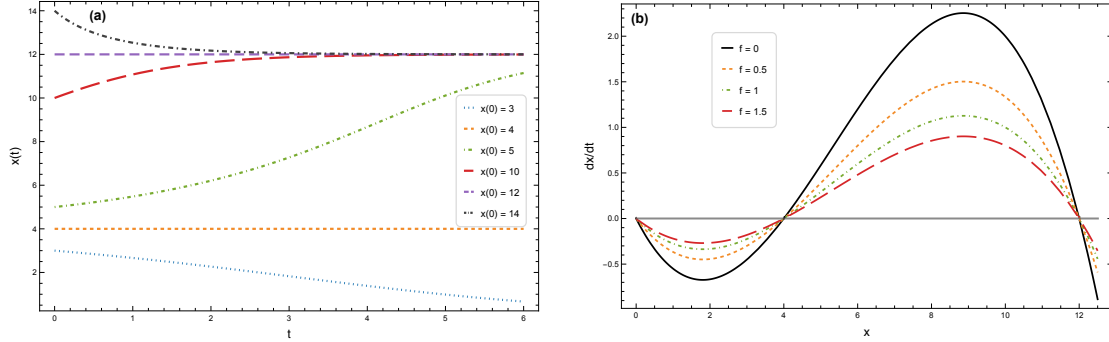 (a)
14
12
10
8
6
4
2
x(t)
x(0) = 3
x(0) = 4
x(0) = 5
x(0) = 10
x(0) = 12
x(0) = 14
0 1 2 3 4 5 6
t
(b)
2.0
1.5
1.0
0.5
0.0
-0.5
dx/dt
f = 0
f = 0.5
f = 1
f = 1.5
0 2 4 6 8 10 12
x